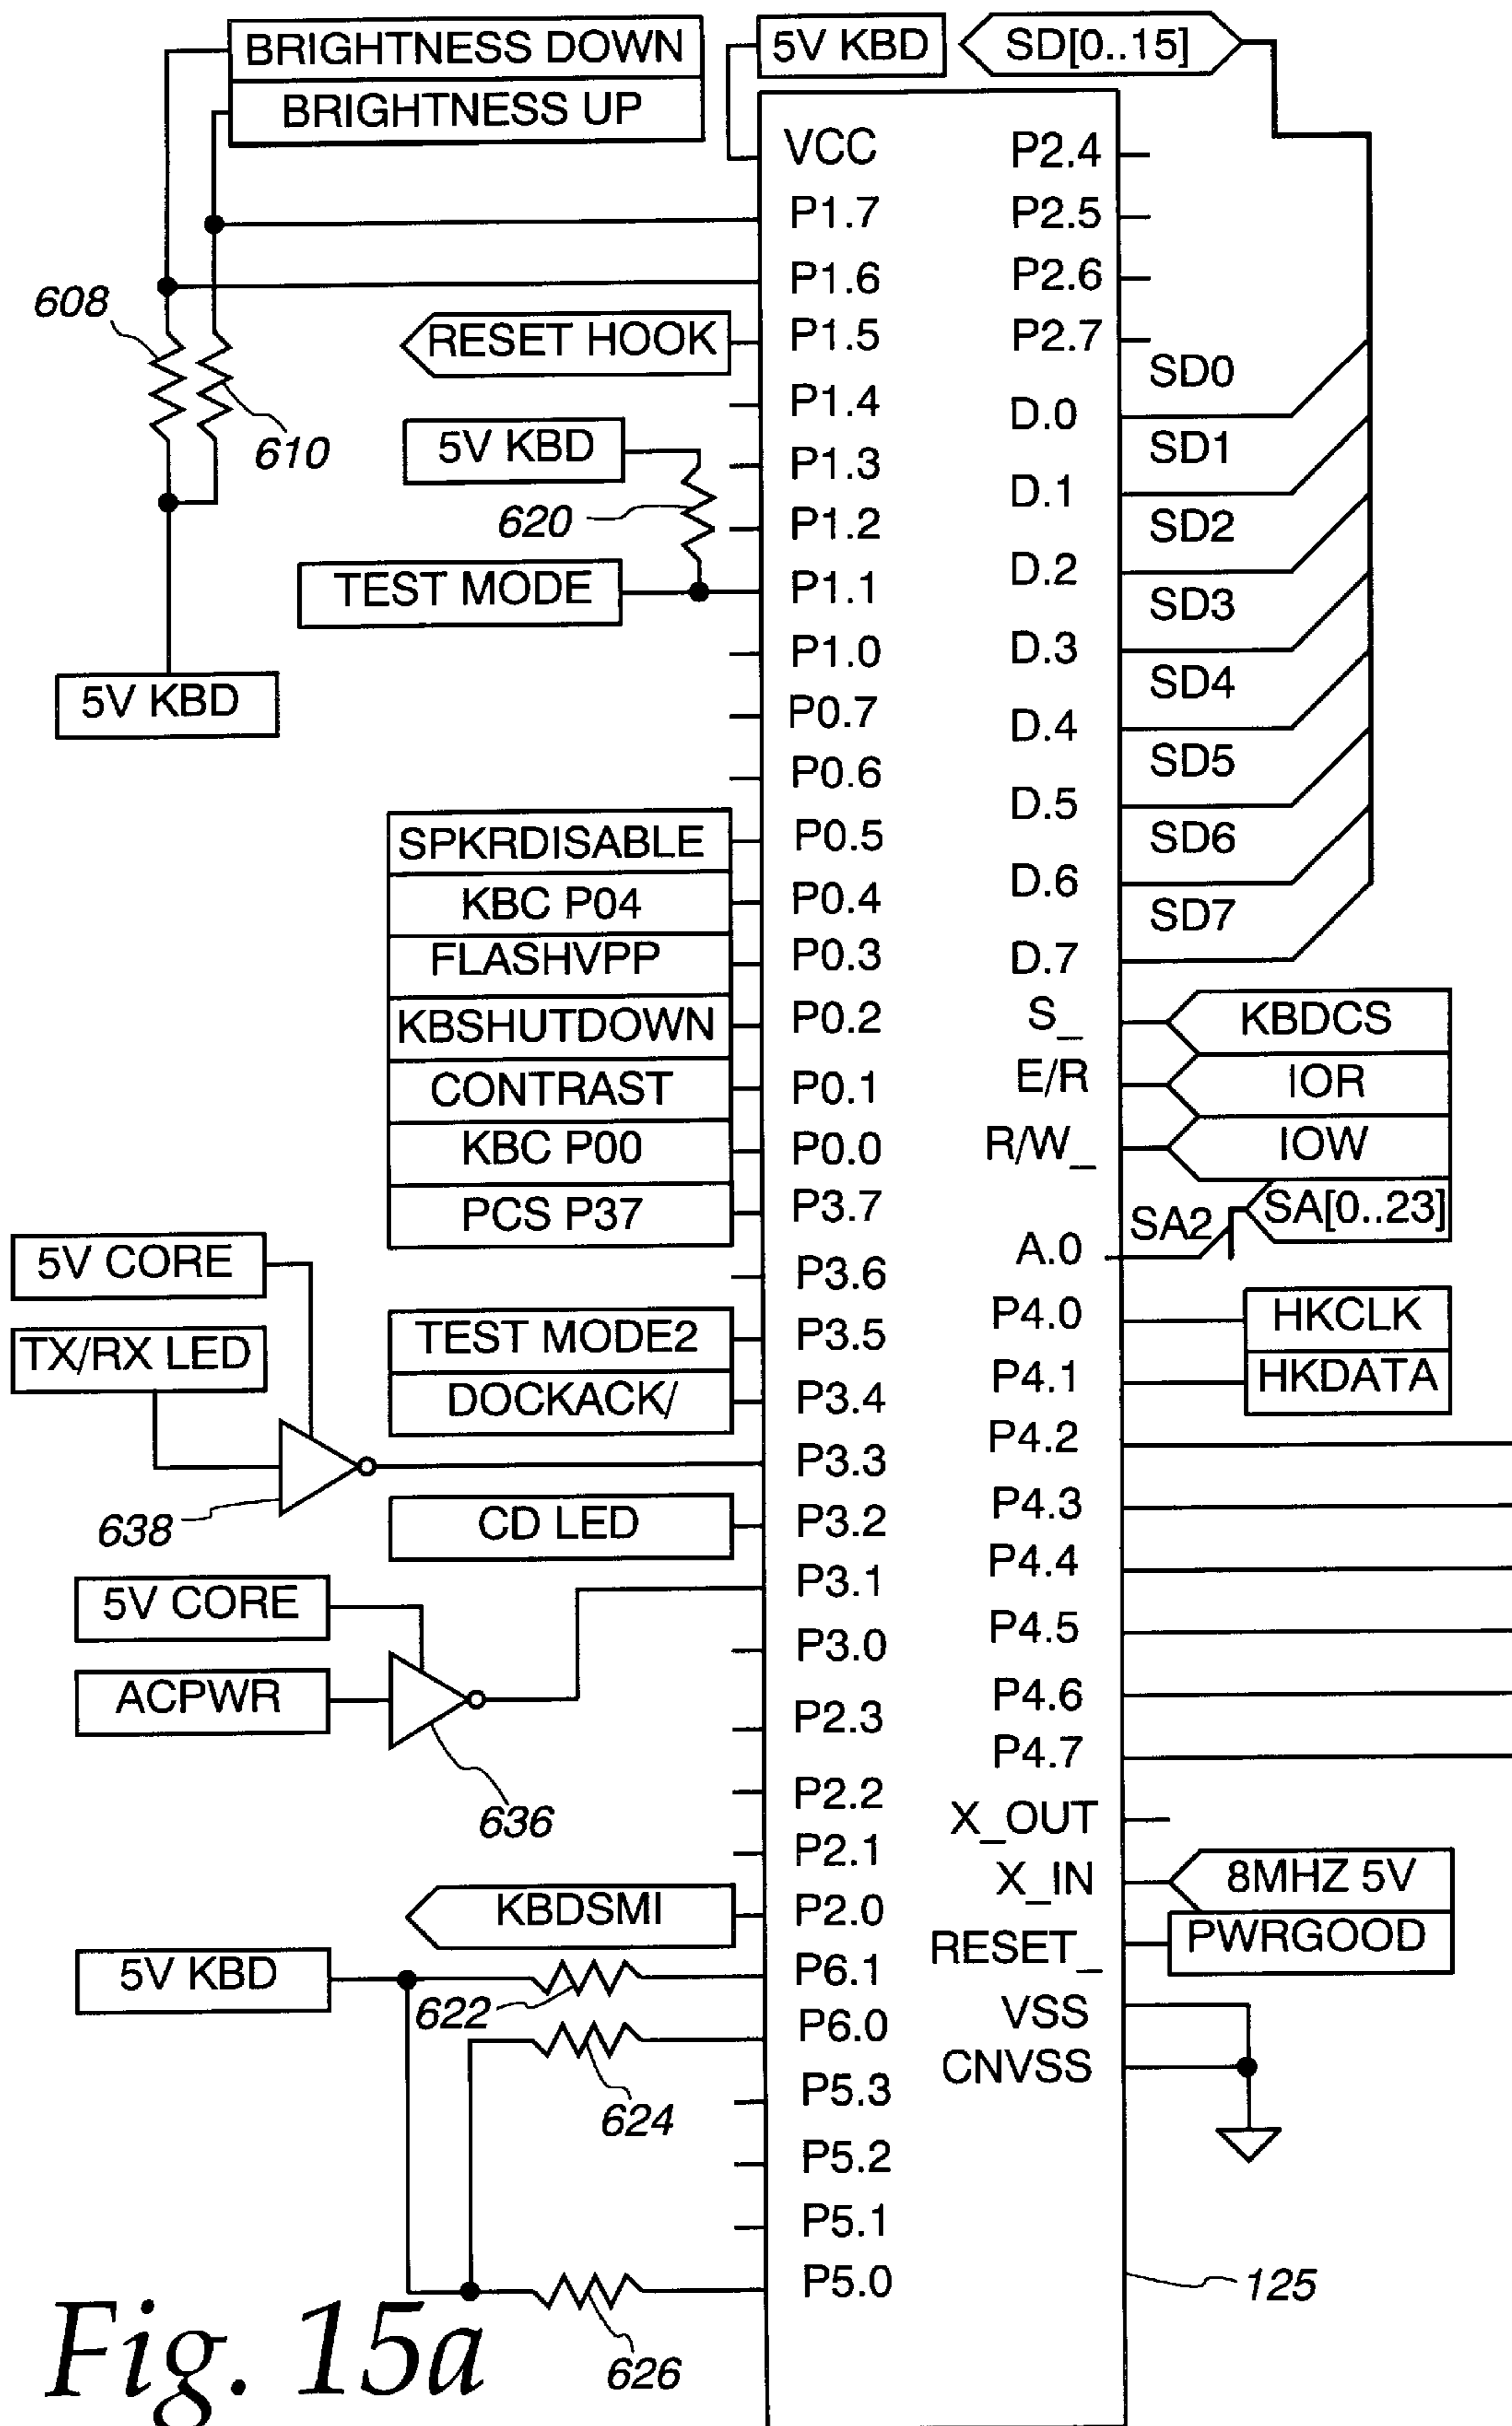 BRIGHTNESS DOWN
BRIGHTNESS UP
5V KBD
SD[0..15]
VCC
P1.7
P1.6
P1.5
P1.4
P1.3
P1.2
P1.1
P1.0
P0.7
P0.6
P0.5
P0.4
P0.3
P0.2
P0.1
P0.0
P3.7
P3.6
P3.5
P3.4
P3.3
P3.2
P3.1
P3.0
P2.3
P2.2
P2.1
P2.0
P6.1
P6.0
P5.3
P5.2
P5.1
P5.0
P2.4
P2.5
P2.6
P2.7
D.0
D.1
D.2
D.3
D.4
D.5
D.6
D.7
S_
E/R
R/W_
A.0
P4.0
P4.1
P4.2
P4.3
P4.4
P4.5
P4.6
P4.7
X_OUT
X_IN
RESET_
VSS
CNVSS
608
610
RESET HOOK
5V KBD
620
TEST MODE
5V KBD
SPKRDISABLE
KBC P04
FLASHVPP
KBSHUTDOWN
CONTRAST
KBC P00
PCS P37
5V CORE
TX/RX LED
TEST MODE2
DOCKACK/
638
CD LED
5V CORE
ACPWR
636
KBDSMI
5V KBD
622
624
626
SD0
SD1
SD2
SD3
SD4
SD5
SD6
SD7
KBDCS
IOR
IOW
SA2
SA[0..23]
HKCLK
HKDATA
8MHZ 5V
PWRGOOD
125
Fig. 15a